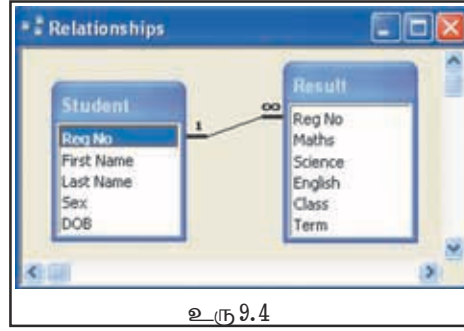 Relationships
Student
Reg No
First Name
Last Name
Sex
DOB
1
∞
Result
Reg No
Maths
Science
English
Class
Term
உரு 9.4